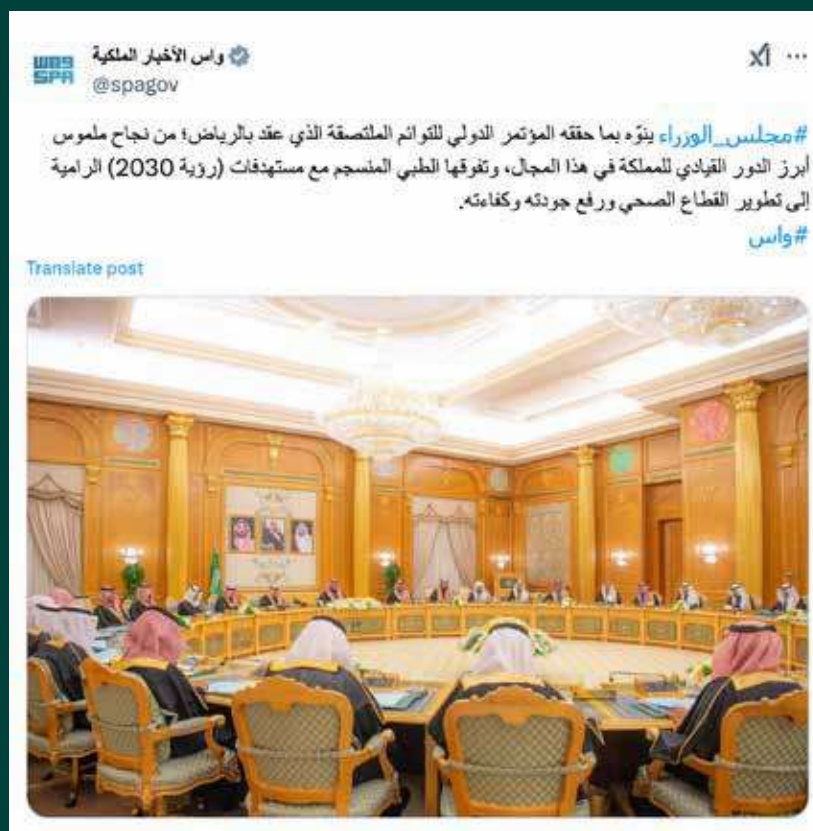 واس الأخبار الملكية
@spagov
واس SPA
#مجلس_الوزراء ينوّه بما حققه المؤتمر الدولي للتوائم الملتصقة الذي عقد بالرياض؛ من نجاح ملموس
أبرز الدور القيادي للمملكة في هذا المجال، وتفوقها الطبي المنسجم مع مستهدفات (رؤية 2030) الرامية
إلى تطوير القطاع الصحي ورفع جودته وكفاءته.
#واس
Translate post